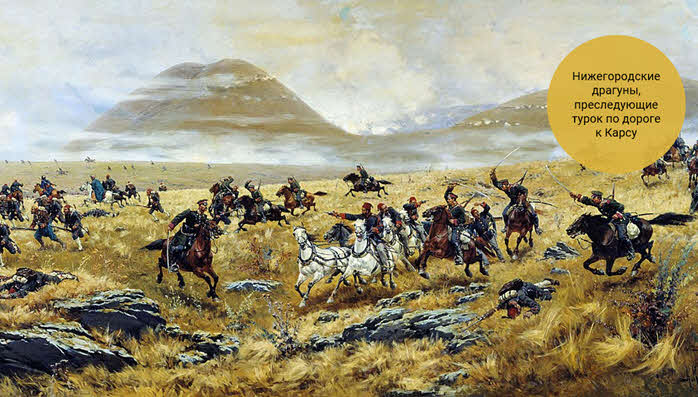 Нижегородские
драгуны,
преследующие
турок по дороге
к Карсу